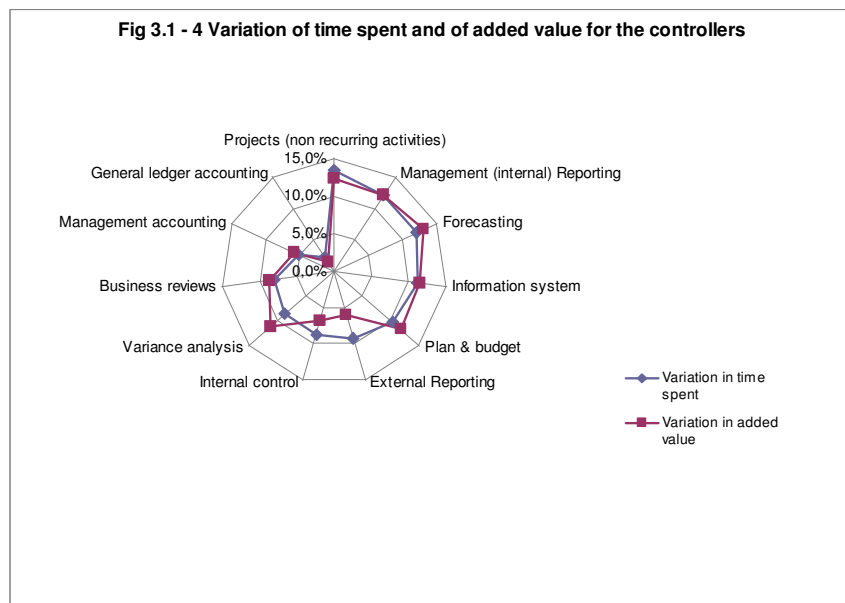 Fig 3.1 - 4 Variation of time spent and of added value for the controllers
Projects (non recurring activities)
15,0%
General ledger accounting
Management (internal) Reporting
10,0%
Management accounting
Forecasting
5,0%
0,0%
Business reviews
Information system
Variance analysis
Plan & budget
Internal control
External Reporting
Variation in time
spent
Variation in added
value